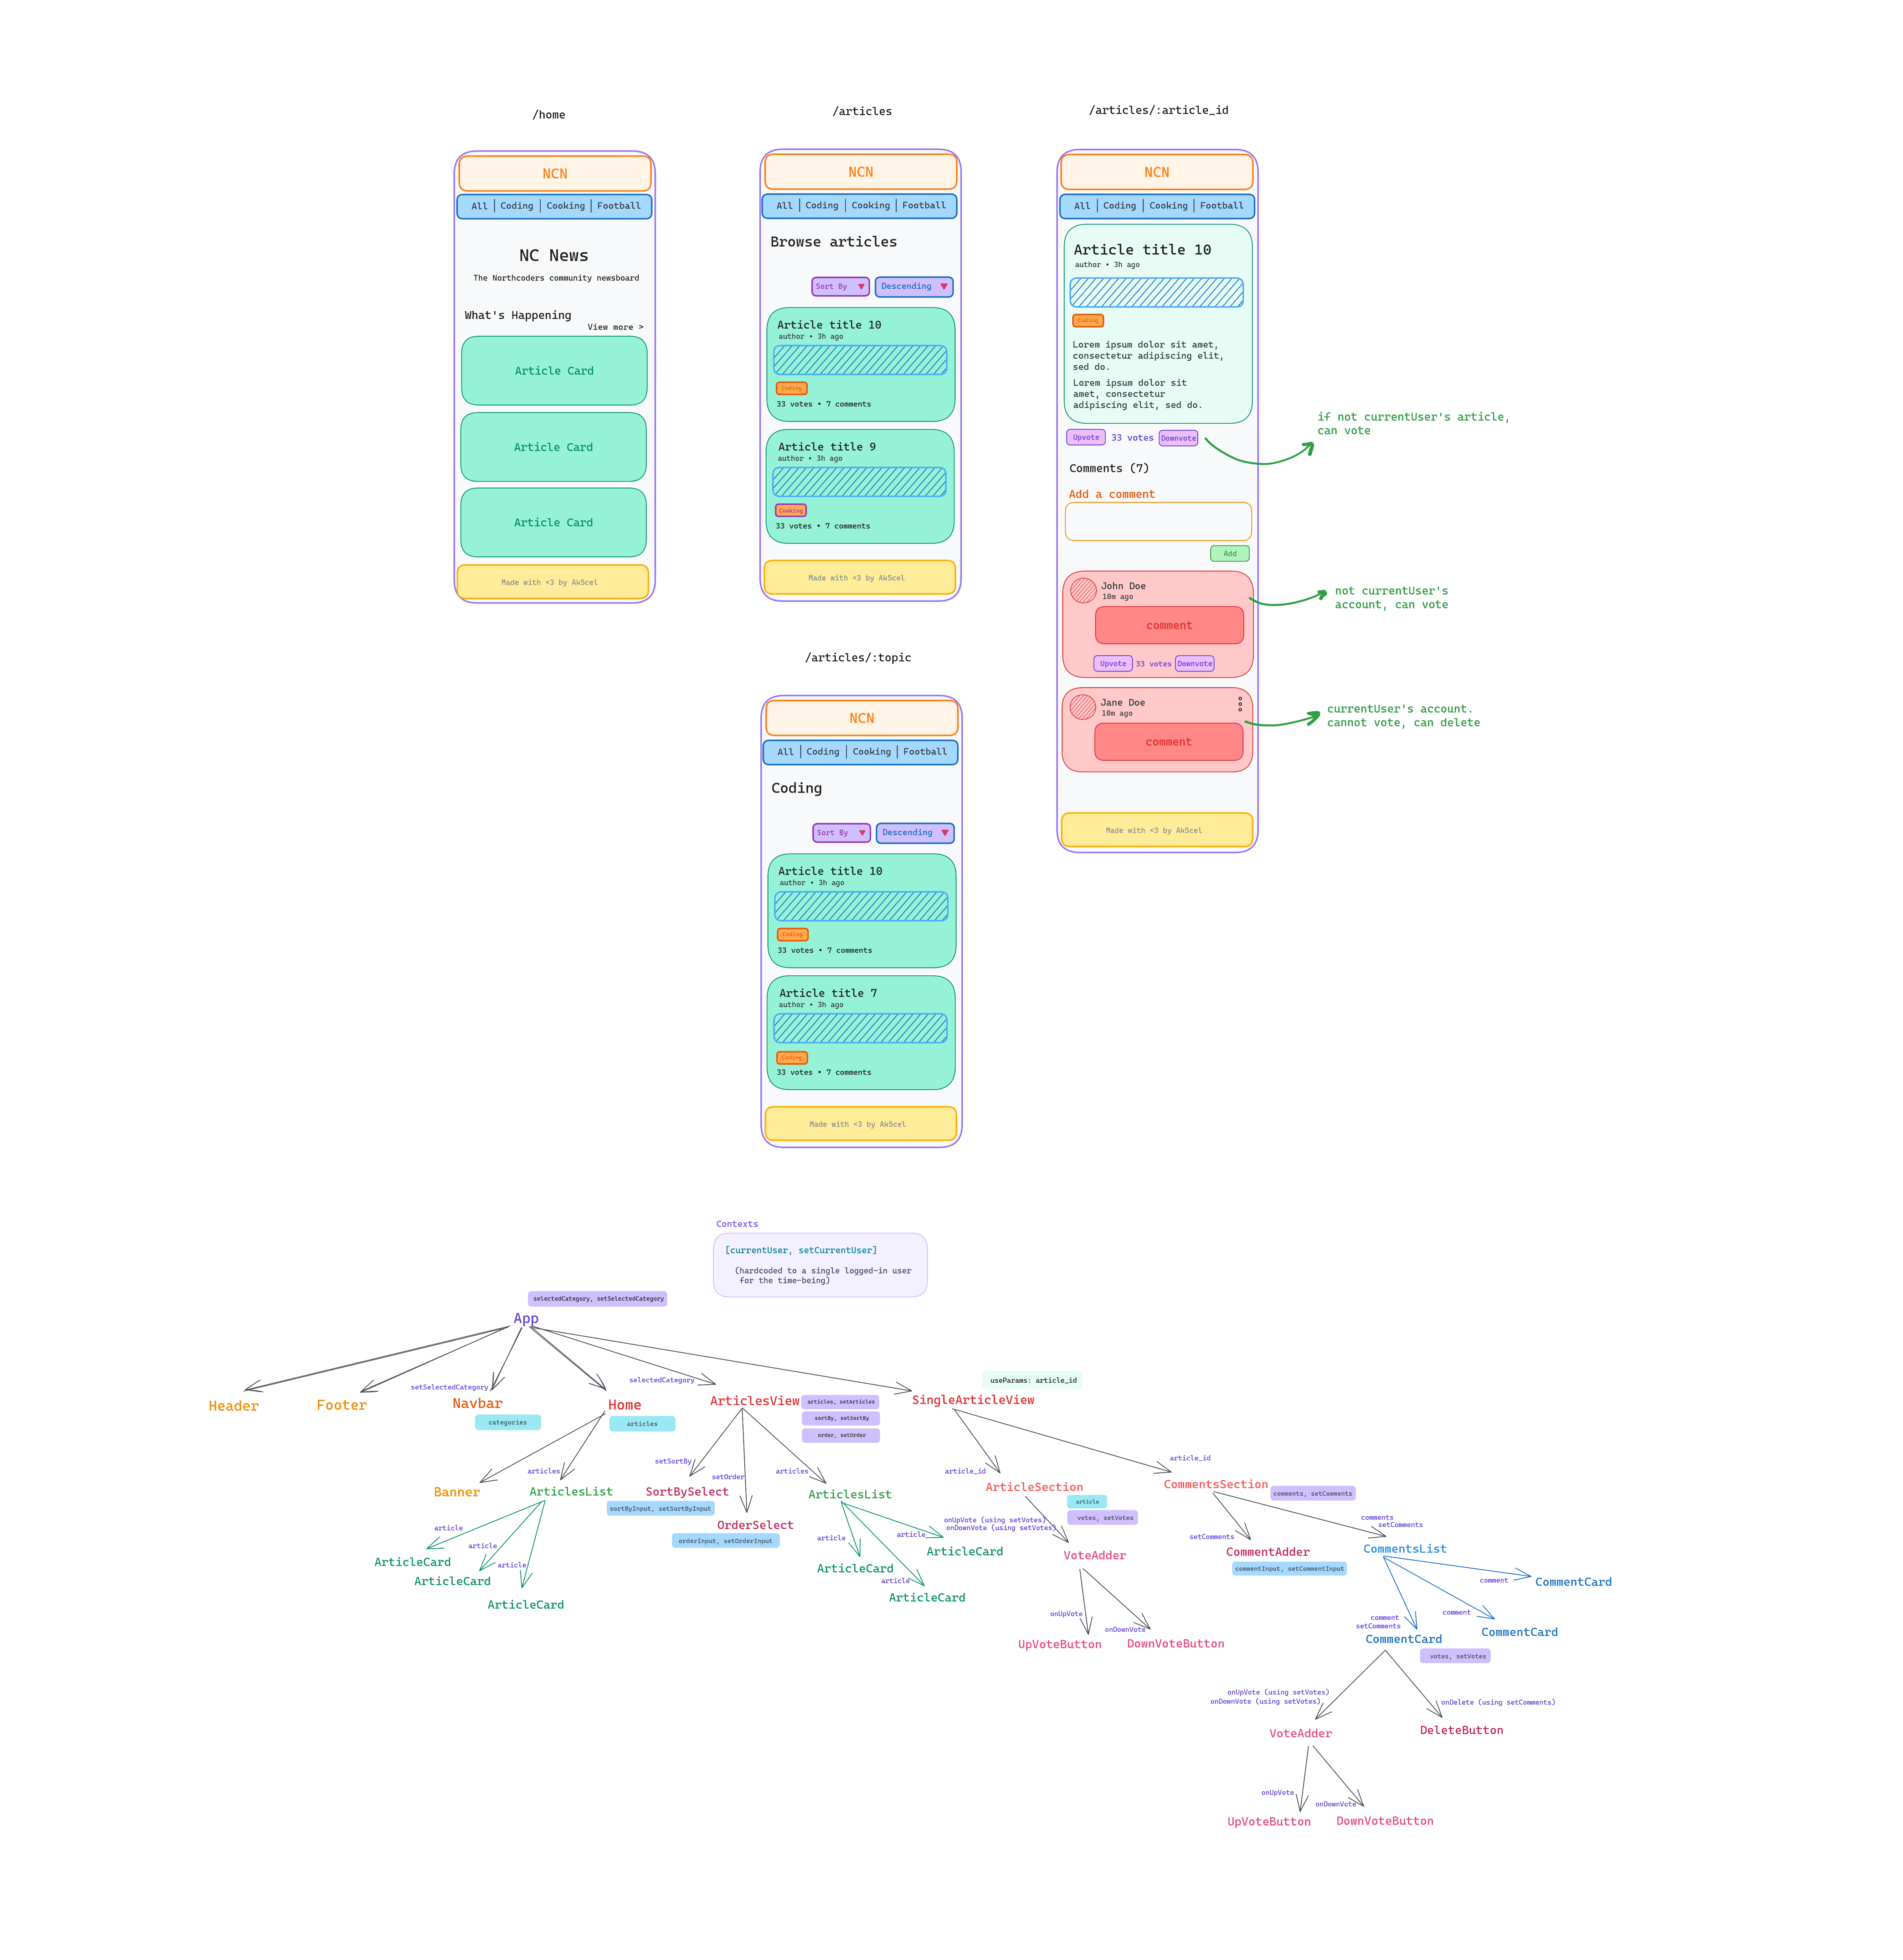 /home
NCN
All | Coding | Cooking | Football
NC News
The Northcoders community newsboard
What's Happening
View more >
Article Card
Article Card
Article Card
Made with <3 by Ak5cel
/articles
NCN
All | Coding | Cooking | Football
Browse articles
Sort By
Descending
Article title 10
author • 3h ago
Coding
33 votes • 7 comments
Article title 9
author • 3h ago
Cooking
33 votes • 7 comments
Made with <3 by Ak5cel
/articles/:article_id
NCN
All | Coding | Cooking | Football
Article title 10
author • 3h ago
Coding
Lorem ipsum dolor sit amet,
consectetur adipiscing elit,
sed do.
Lorem ipsum dolor sit
amet, consectetur
adipiscing elit, sed do.
Upvote 33 votes Downvote
if not currentUser's article,
can vote
Comments (7)
Add a comment
Add
John Doe
10m ago
comment
Upvote 33 votes Downvote
not currentUser's
account, can vote
Jane Doe
10m ago
comment
currentUser's account.
cannot vote, can delete
Made with <3 by Ak5cel
/articles/:topic
NCN
All | Coding | Cooking | Football
Coding
Sort By
Descending
Article title 10
author • 3h ago
Coding
33 votes • 7 comments
Article title 7
author • 3h ago
Coding
33 votes • 7 comments
Made with <3 by Ak5cel
Contexts
[currentUser, setCurrentUser]
(hardcoded to a single logged-in user
for the time-being)
selectedCategory, setSelectedCategory
App
Header
Footer
setSelectedCategory
Navbar
categories
Home
articles
selectedCategory
ArticlesView
articles, setArticles
sortBy, setSortBy
order, setOrder
useParams: article_id
SingleArticleView
Banner
articles
ArticlesList
article
ArticleCard
article
ArticleCard
article
ArticleCard
setSortBy
SortBySelect
sortByInput, setSortByInput
setOrder
OrderSelect
orderInput, setOrderInput
articles
ArticlesList
article
ArticleCard
article
ArticleCard
article
ArticleCard
article_id
ArticleSection
article
votes, setVotes
onUpVote (using setVotes)
onDownVote (using setVotes)
VoteAdder
onUpVote
UpVoteButton
onDownVote
DownVoteButton
article_id
CommentsSection
comments, setComments
setComments
CommentAdder
commentInput, setCommentInput
comments
setComments
CommentsList
comment
CommentCard
comment
CommentCard
comment
setComments
CommentCard
votes, setVotes
onUpVote (using setVotes)
onDownVote (using setVotes)
VoteAdder
onDelete (using setComments)
DeleteButton
onUpVote
UpVoteButton
onDownVote
DownVoteButton